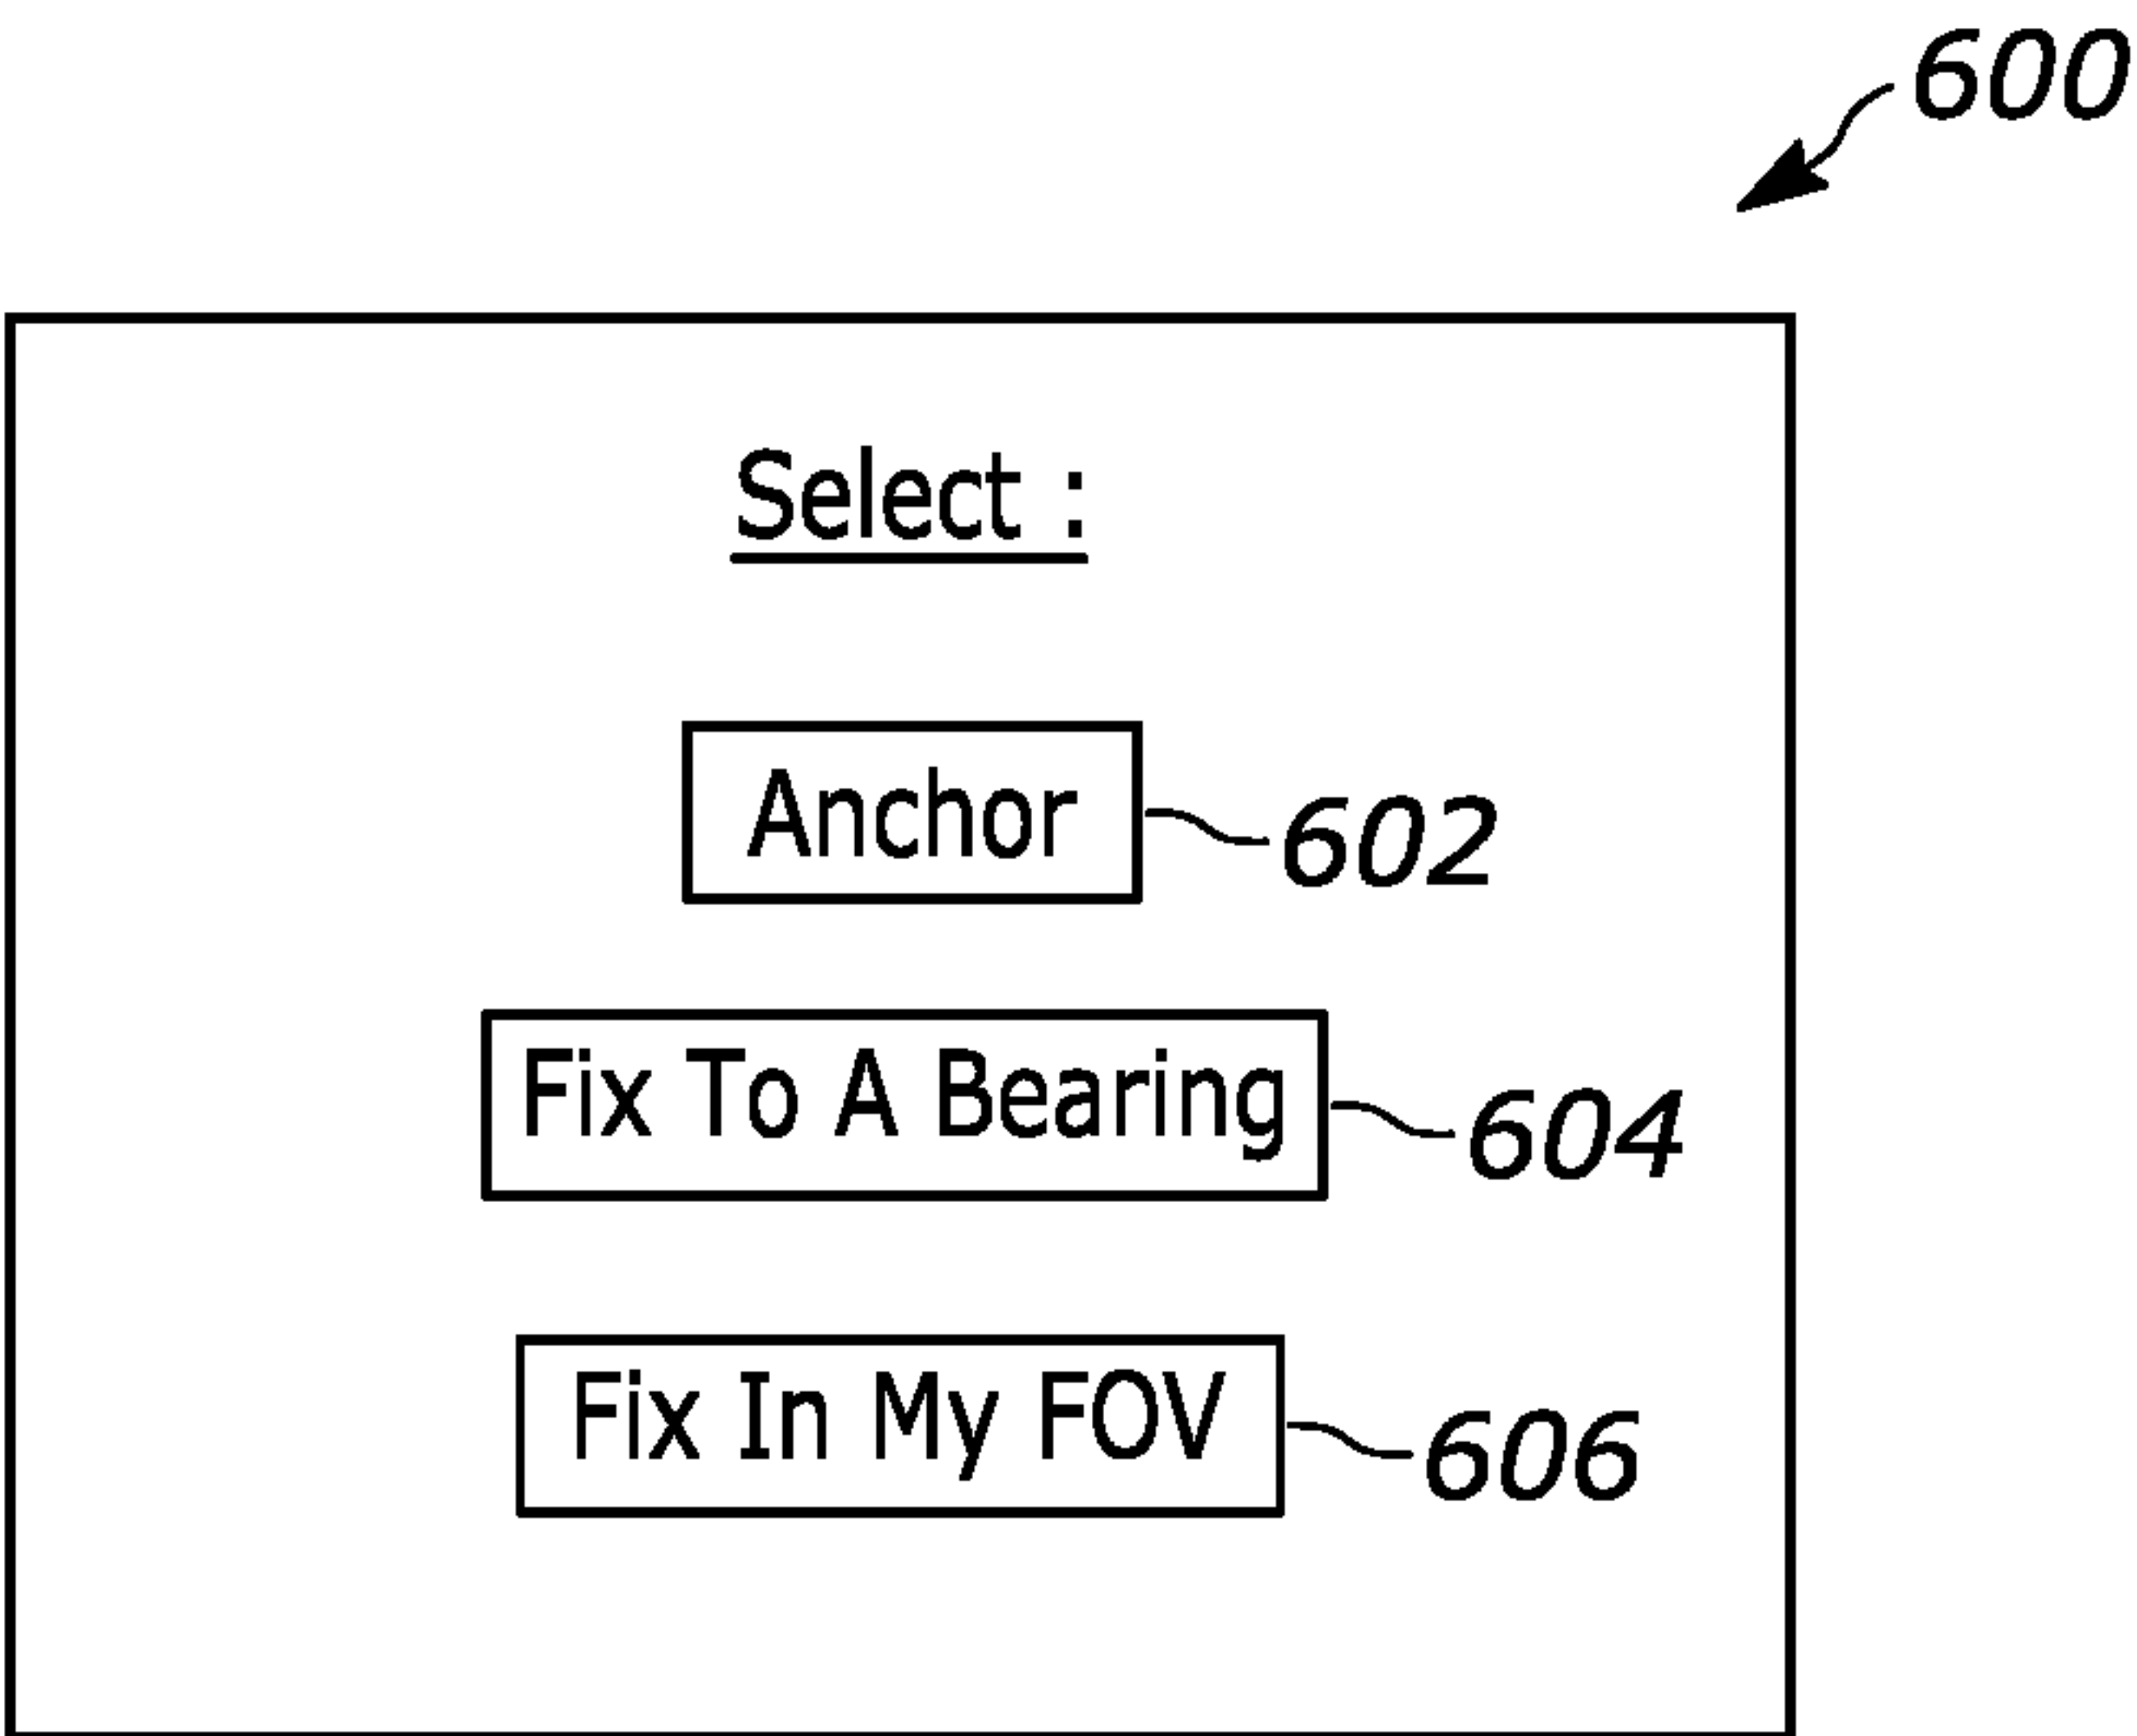 600
Select :
Anchor
602
Fix To A Bearing
604
Fix In My FOV
606